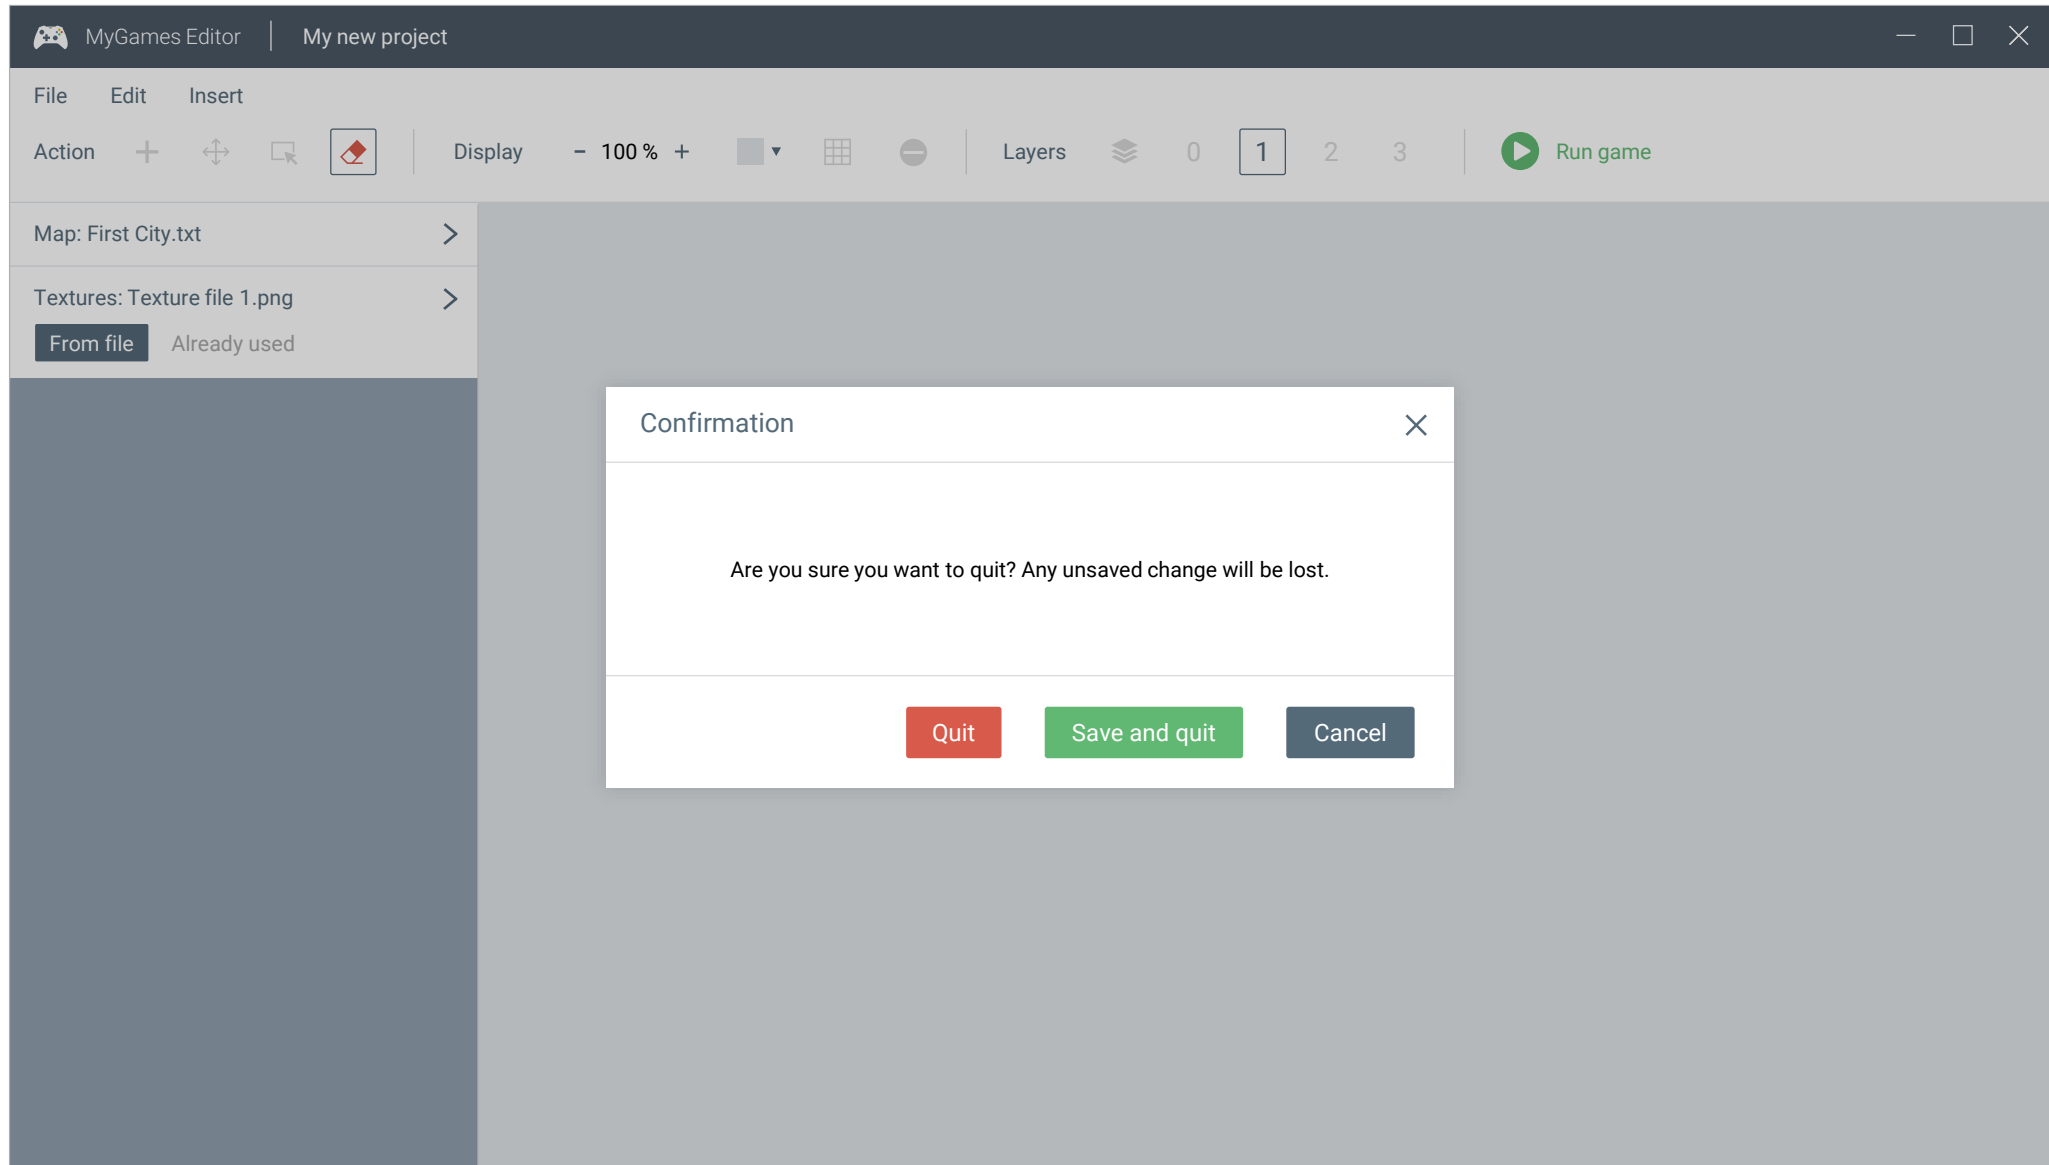 MyGames Editor My new project
File Edit Insert
Action Display - 100 % + Layers 0 1 2 3 Run game
Map: First City.txt
Textures: Texture file 1.png
From file Already used
Confirmation
Are you sure you want to quit? Any unsaved change will be lost.
Quit Save and quit Cancel